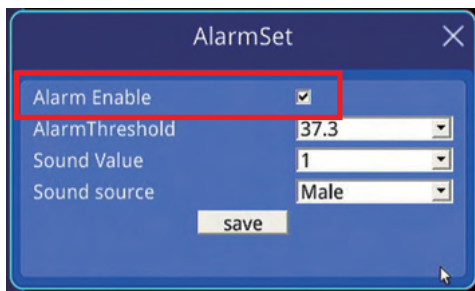 AlarmSet
Alarm Enable
AlarmThreshold 37.3
Sound Value 1
Sound source Male
save